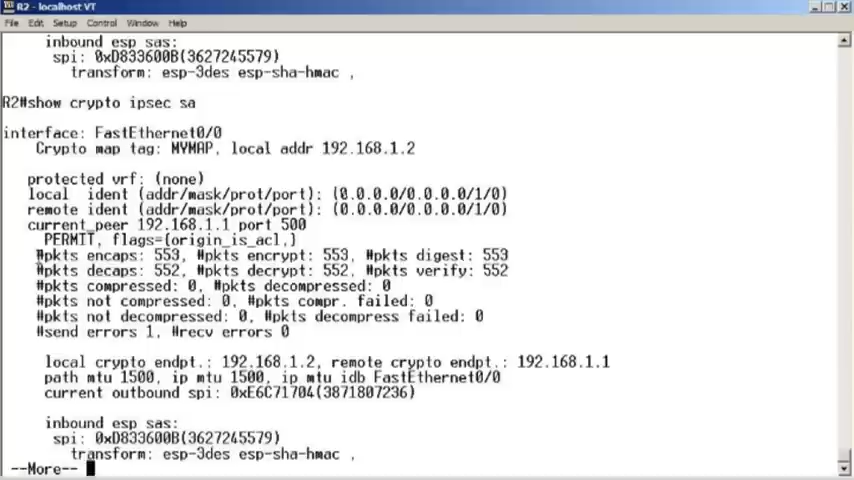 R2 - localhost VT
File Edit Setup Control Window Help
inbound esp sas:
spi: 0xD833600B(3627245579)
transform: esp-3des esp-sha-hmac ,
R2#show crypto ipsec sa
interface: FastEthernet0/0
Crypto map tag: MYMAP, local addr 192.168.1.2
protected vrf: (none)
local  ident (addr/mask/prot/port): (0.0.0.0/0.0.0.0/1/0)
remote ident (addr/mask/prot/port): (0.0.0.0/0.0.0.0/1/0)
current_peer 192.168.1.1 port 500
PERMIT, flags={origin_is_acl,}
#pkts encaps: 553, #pkts encrypt: 553, #pkts digest: 553
#pkts decaps: 552, #pkts decrypt: 552, #pkts verify: 552
#pkts compressed: 0, #pkts decompressed: 0
#pkts not compressed: 0, #pkts compr. failed: 0
#pkts not decompressed: 0, #pkts decompress failed: 0
#send errors 1, #recv errors 0
local crypto endpt.: 192.168.1.2, remote crypto endpt.: 192.168.1.1
path mtu 1500, ip mtu 1500, ip mtu idb FastEthernet0/0
current outbound spi: 0xE6C71704(3871807236)
inbound esp sas:
spi: 0xD833600B(3627245579)
transform: esp-3des esp-sha-hmac ,
--More--